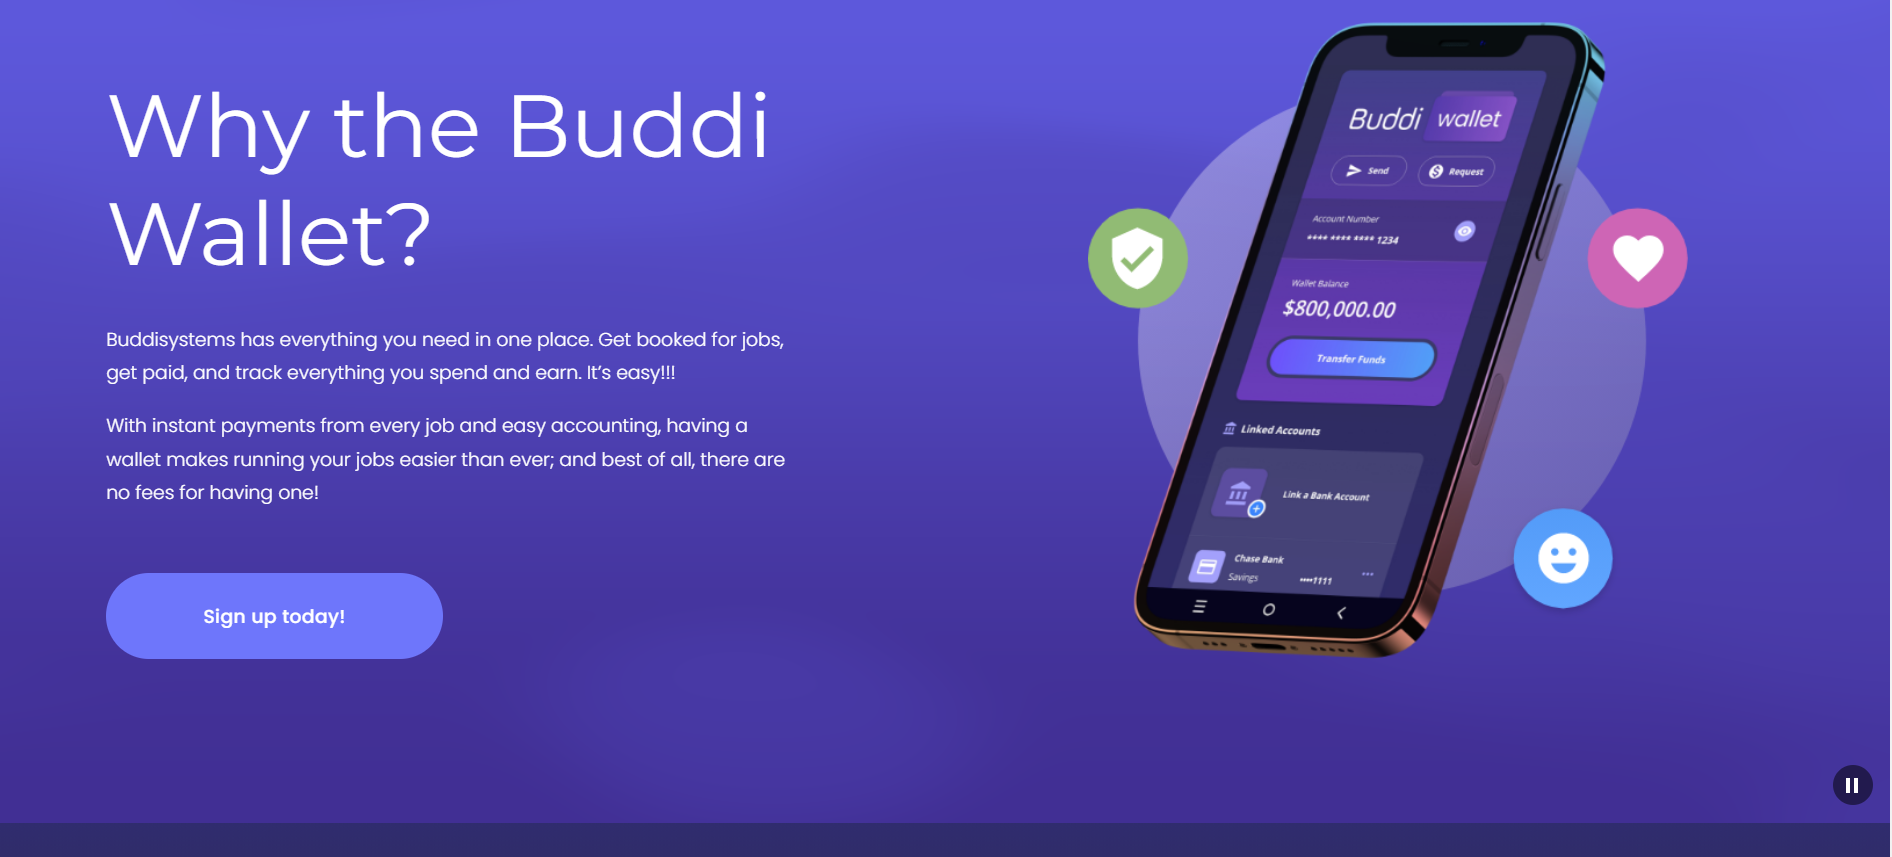 Why the Buddi
Wallet?
Buddisystems has everything you need in one place. Get booked for jobs,
get paid, and track everything you spend and earn. It’s easy!!!
With instant payments from every job and easy accounting, having a
wallet makes running your jobs easier than ever; and best of all, there are
no fees for having one!
Sign up today!
Buddi wallet
Send Request
Account Number
**** **** **** 1234
Wallet Balance
$800,000.00
Transfer Funds
Linked Accounts
Link a Bank Account
Chase Bank
Savings ••••1111